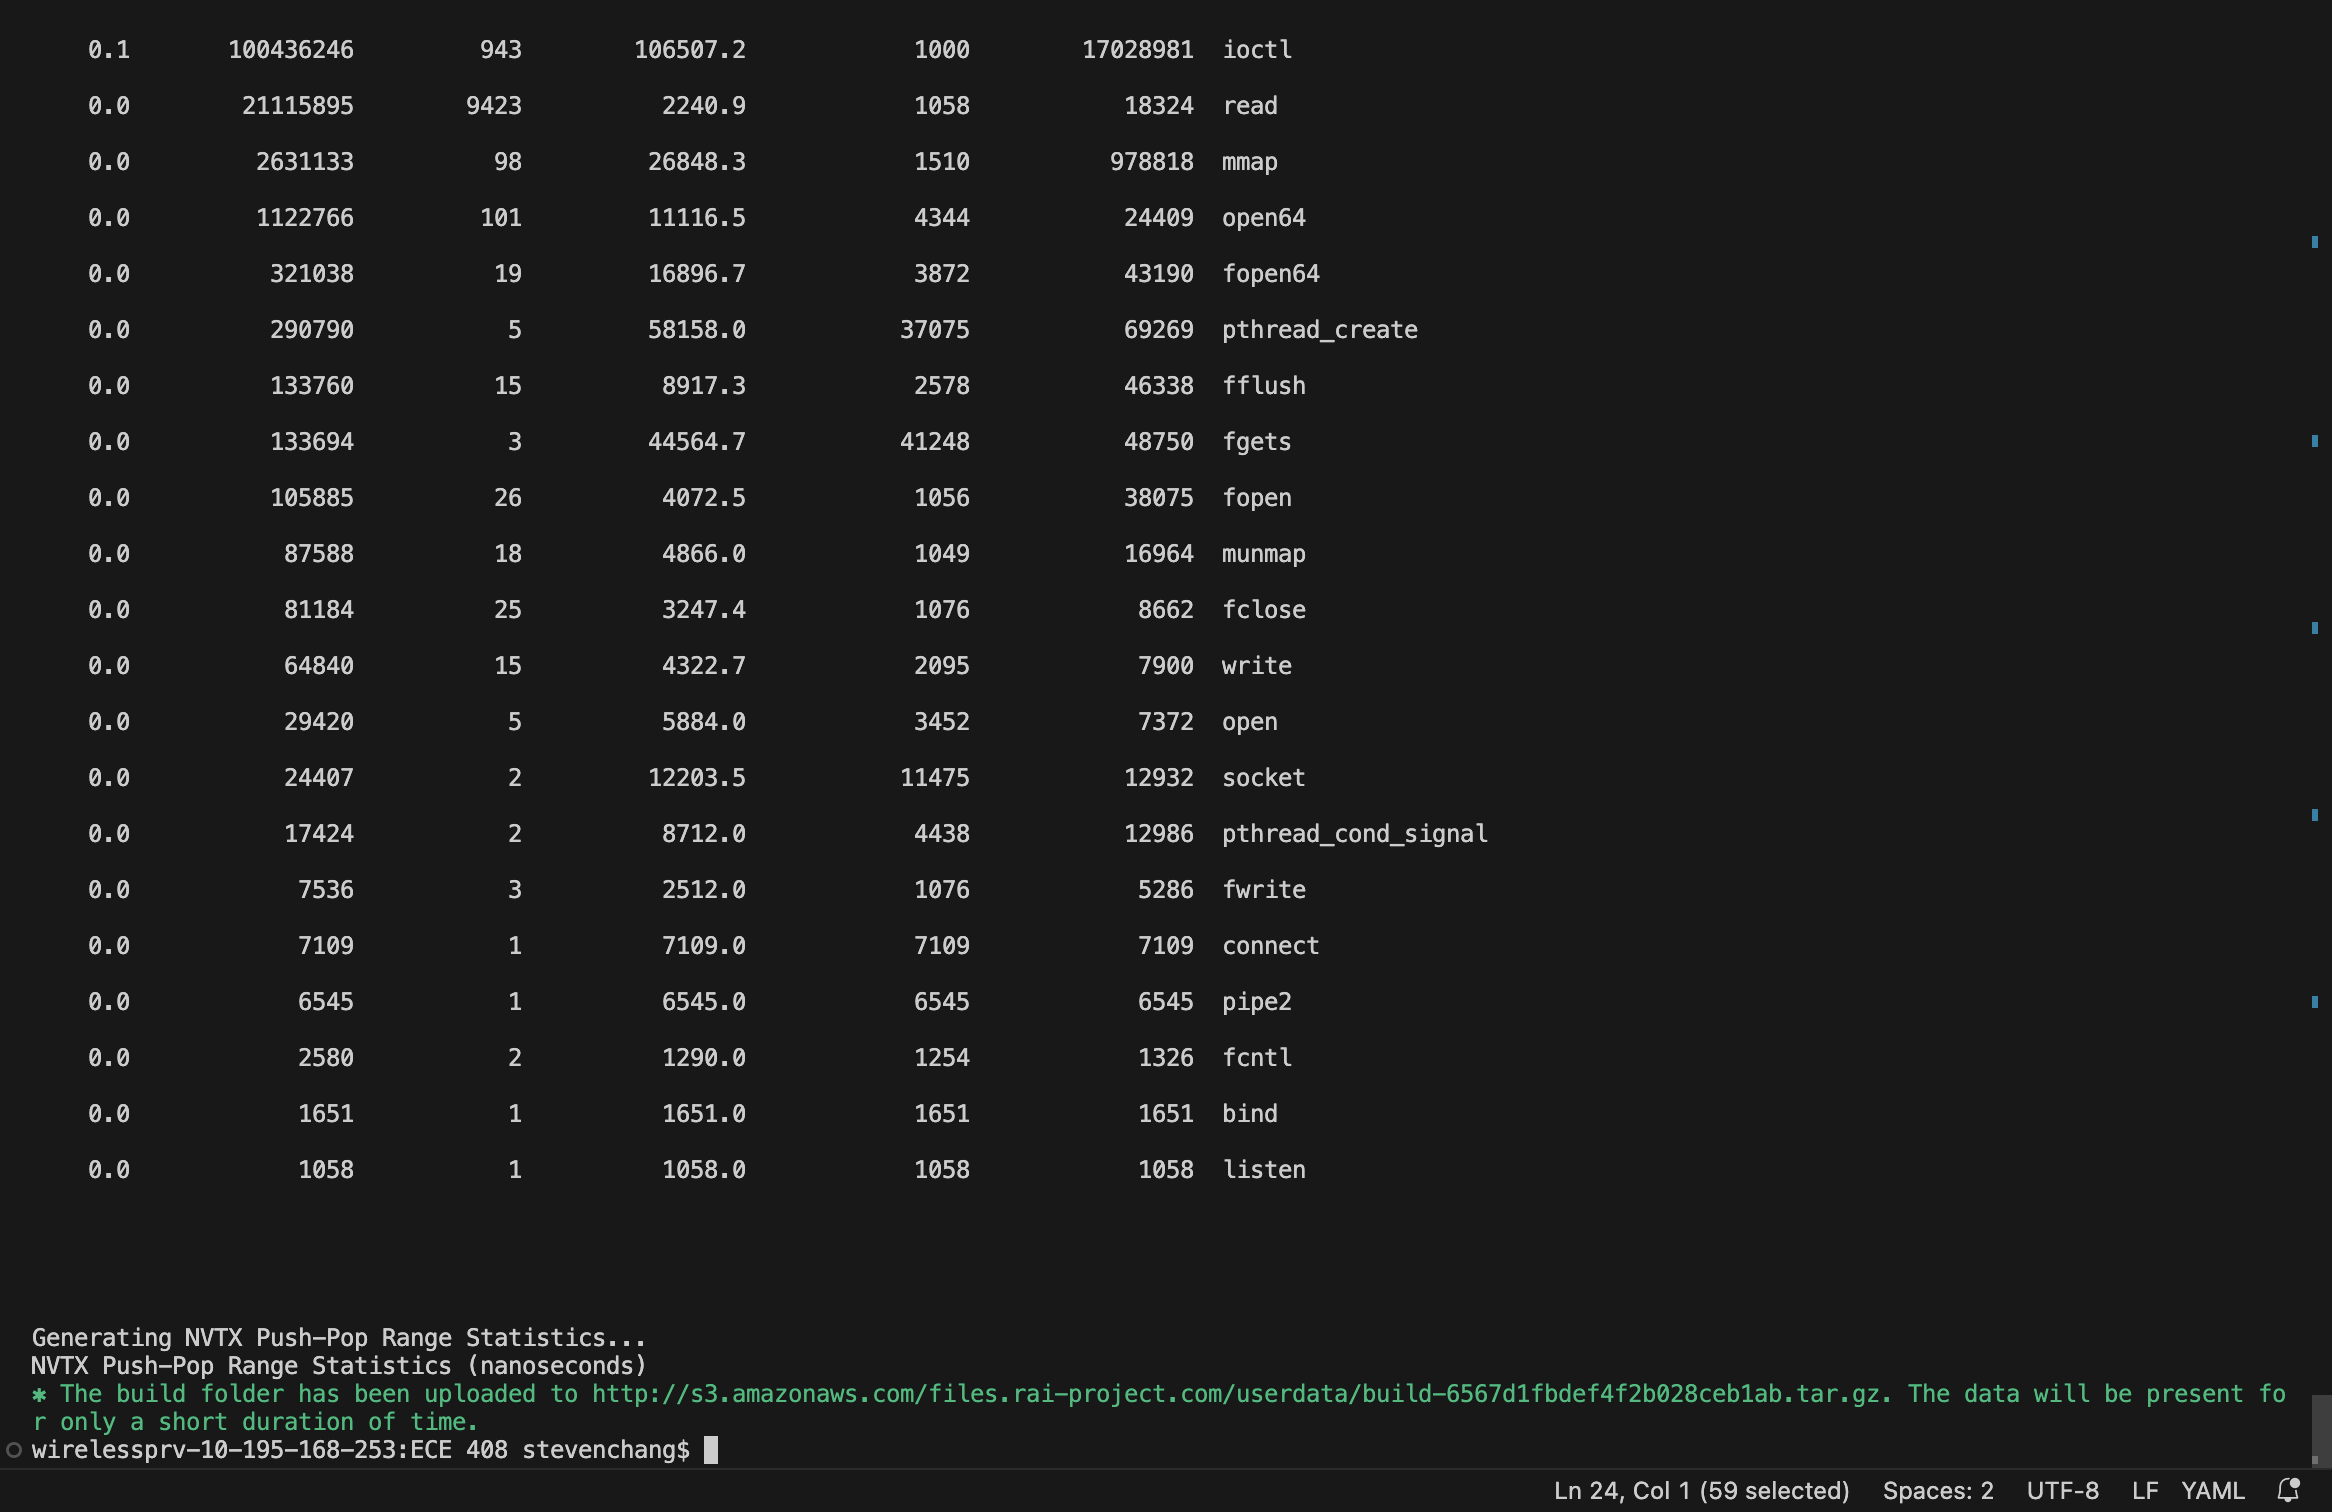 0.1 100436246 943 106507.2 1000 17028981 ioctl
0.0 21115895 9423 2240.9 1058 18324 read
0.0 2631133 98 26848.3 1510 978818 mmap
0.0 1122766 101 11116.5 4344 24409 open64
0.0 321038 19 16896.7 3872 43190 fopen64
0.0 290790 5 58158.0 37075 69269 pthread_create
0.0 133760 15 8917.3 2578 46338 fflush
0.0 133694 3 44564.7 41248 48750 fgets
0.0 105885 26 4072.5 1056 38075 fopen
0.0 87588 18 4866.0 1049 16964 munmap
0.0 81184 25 3247.4 1076 8662 fclose
0.0 64840 15 4322.7 2095 7900 write
0.0 29420 5 5884.0 3452 7372 open
0.0 24407 2 12203.5 11475 12932 socket
0.0 17424 2 8712.0 4438 12986 pthread_cond_signal
0.0 7536 3 2512.0 1076 5286 fwrite
0.0 7109 1 7109.0 7109 7109 connect
0.0 6545 1 6545.0 6545 6545 pipe2
0.0 2580 2 1290.0 1254 1326 fcntl
0.0 1651 1 1651.0 1651 1651 bind
0.0 1058 1 1058.0 1058 1058 listen
Generating NVTX Push-Pop Range Statistics...
NVTX Push-Pop Range Statistics (nanoseconds)
✱ The build folder has been uploaded to http://s3.amazonaws.com/files.rai-project.com/userdata/build-6567d1fbdef4f2b028ceb1ab.tar.gz. The data will be present fo
r only a short duration of time.
wirelessprv-10-195-168-253:ECE 408 stevenchang$
Ln 24, Col 1 (59 selected) Spaces: 2 UTF-8 LF YAML